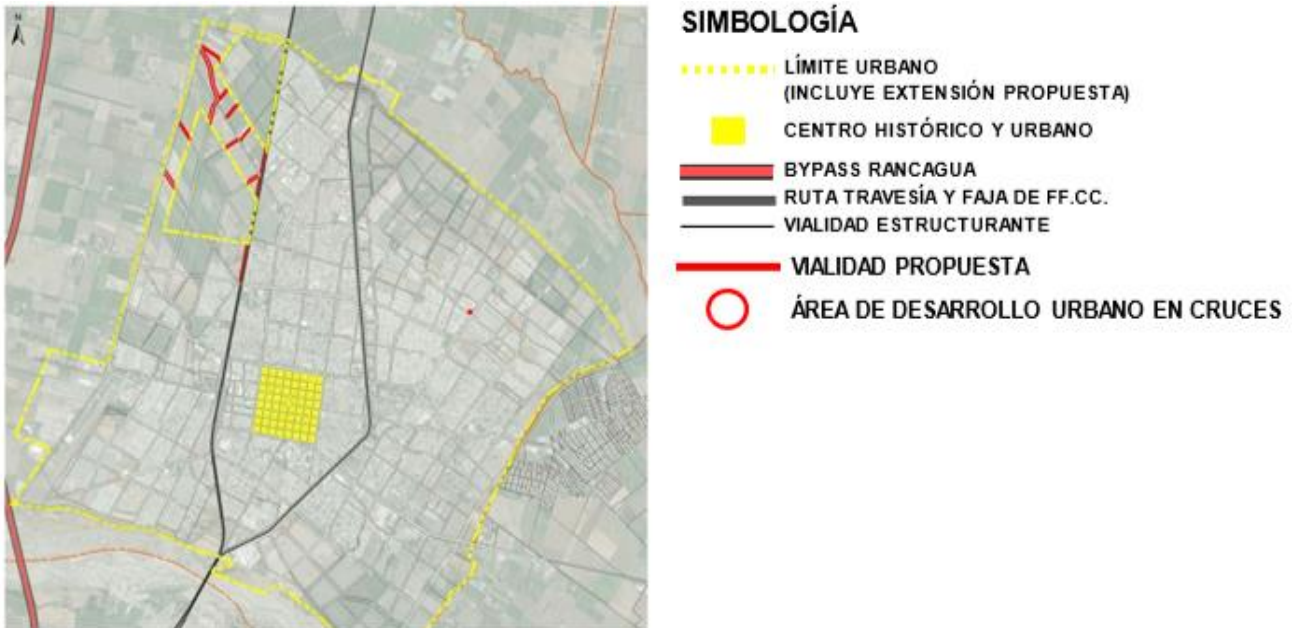 N
SIMBOLOGÍA
LÍMITE URBANO
(INCLUYE EXTENSIÓN PROPUESTA)
CENTRO HISTÓRICO Y URBANO
BYPASS RANCAGUA
RUTA TRAVESÍA Y FAJA DE FF.CC.
VIALIDAD ESTRUCTURANTE
VIALIDAD PROPUESTA
ÁREA DE DESARROLLO URBANO EN CRUCES